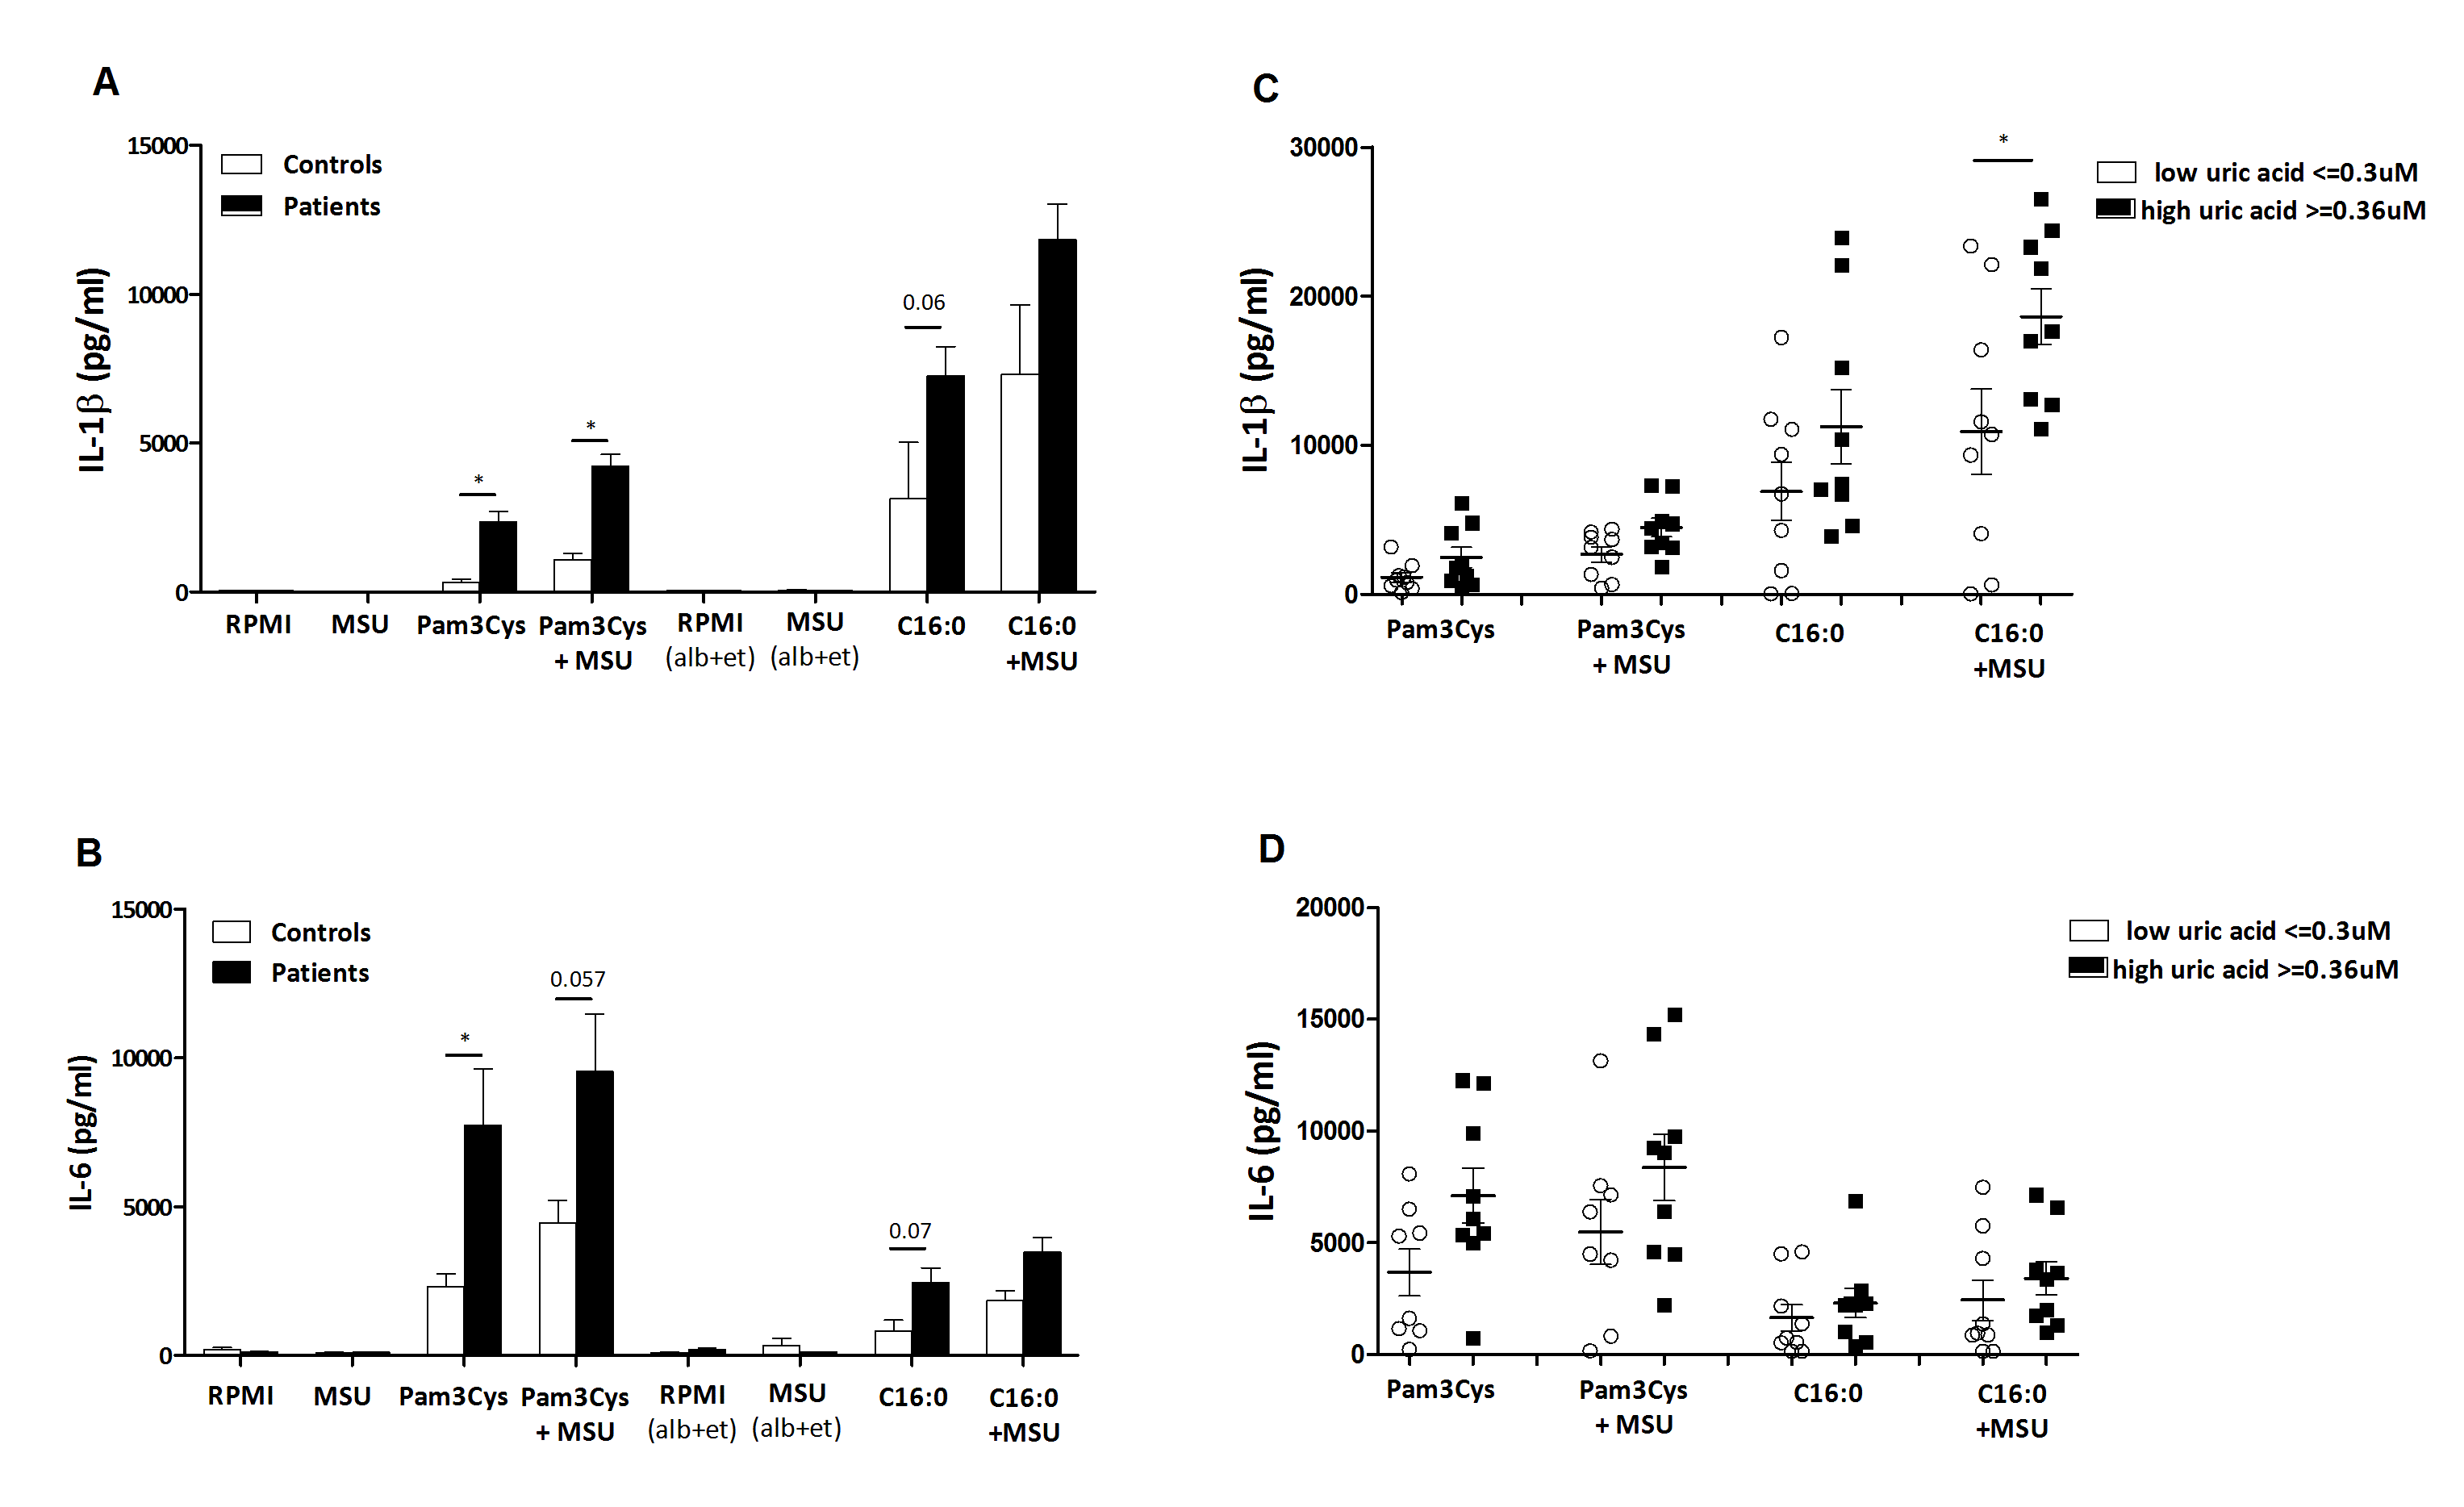 A
15000
10000
5000
0
IL-1β (pg/ml)
Controls
Patients
*
*
0.06
RPMI
MSU
Pam3Cys
Pam3Cys
+ MSU
RPMI
(alb+et)
MSU
(alb+et)
C16:0
C16:0
+MSU
C
30000
20000
10000
0
IL-1β (pg/ml)
*
low uric acid <=0.3uM
high uric acid >=0.36uM
Pam3Cys
Pam3Cys
+ MSU
C16:0
C16:0
+MSU
B
15000
10000
5000
0
IL-6 (pg/ml)
Controls
Patients
*
0.057
0.07
RPMI
MSU
Pam3Cys
Pam3Cys
+ MSU
RPMI
(alb+et)
MSU
(alb+et)
C16:0
C16:0
+MSU
D
20000
15000
10000
5000
0
IL-6 (pg/ml)
low uric acid <=0.3uM
high uric acid >=0.36uM
Pam3Cys
Pam3Cys
+ MSU
C16:0
C16:0
+MSU